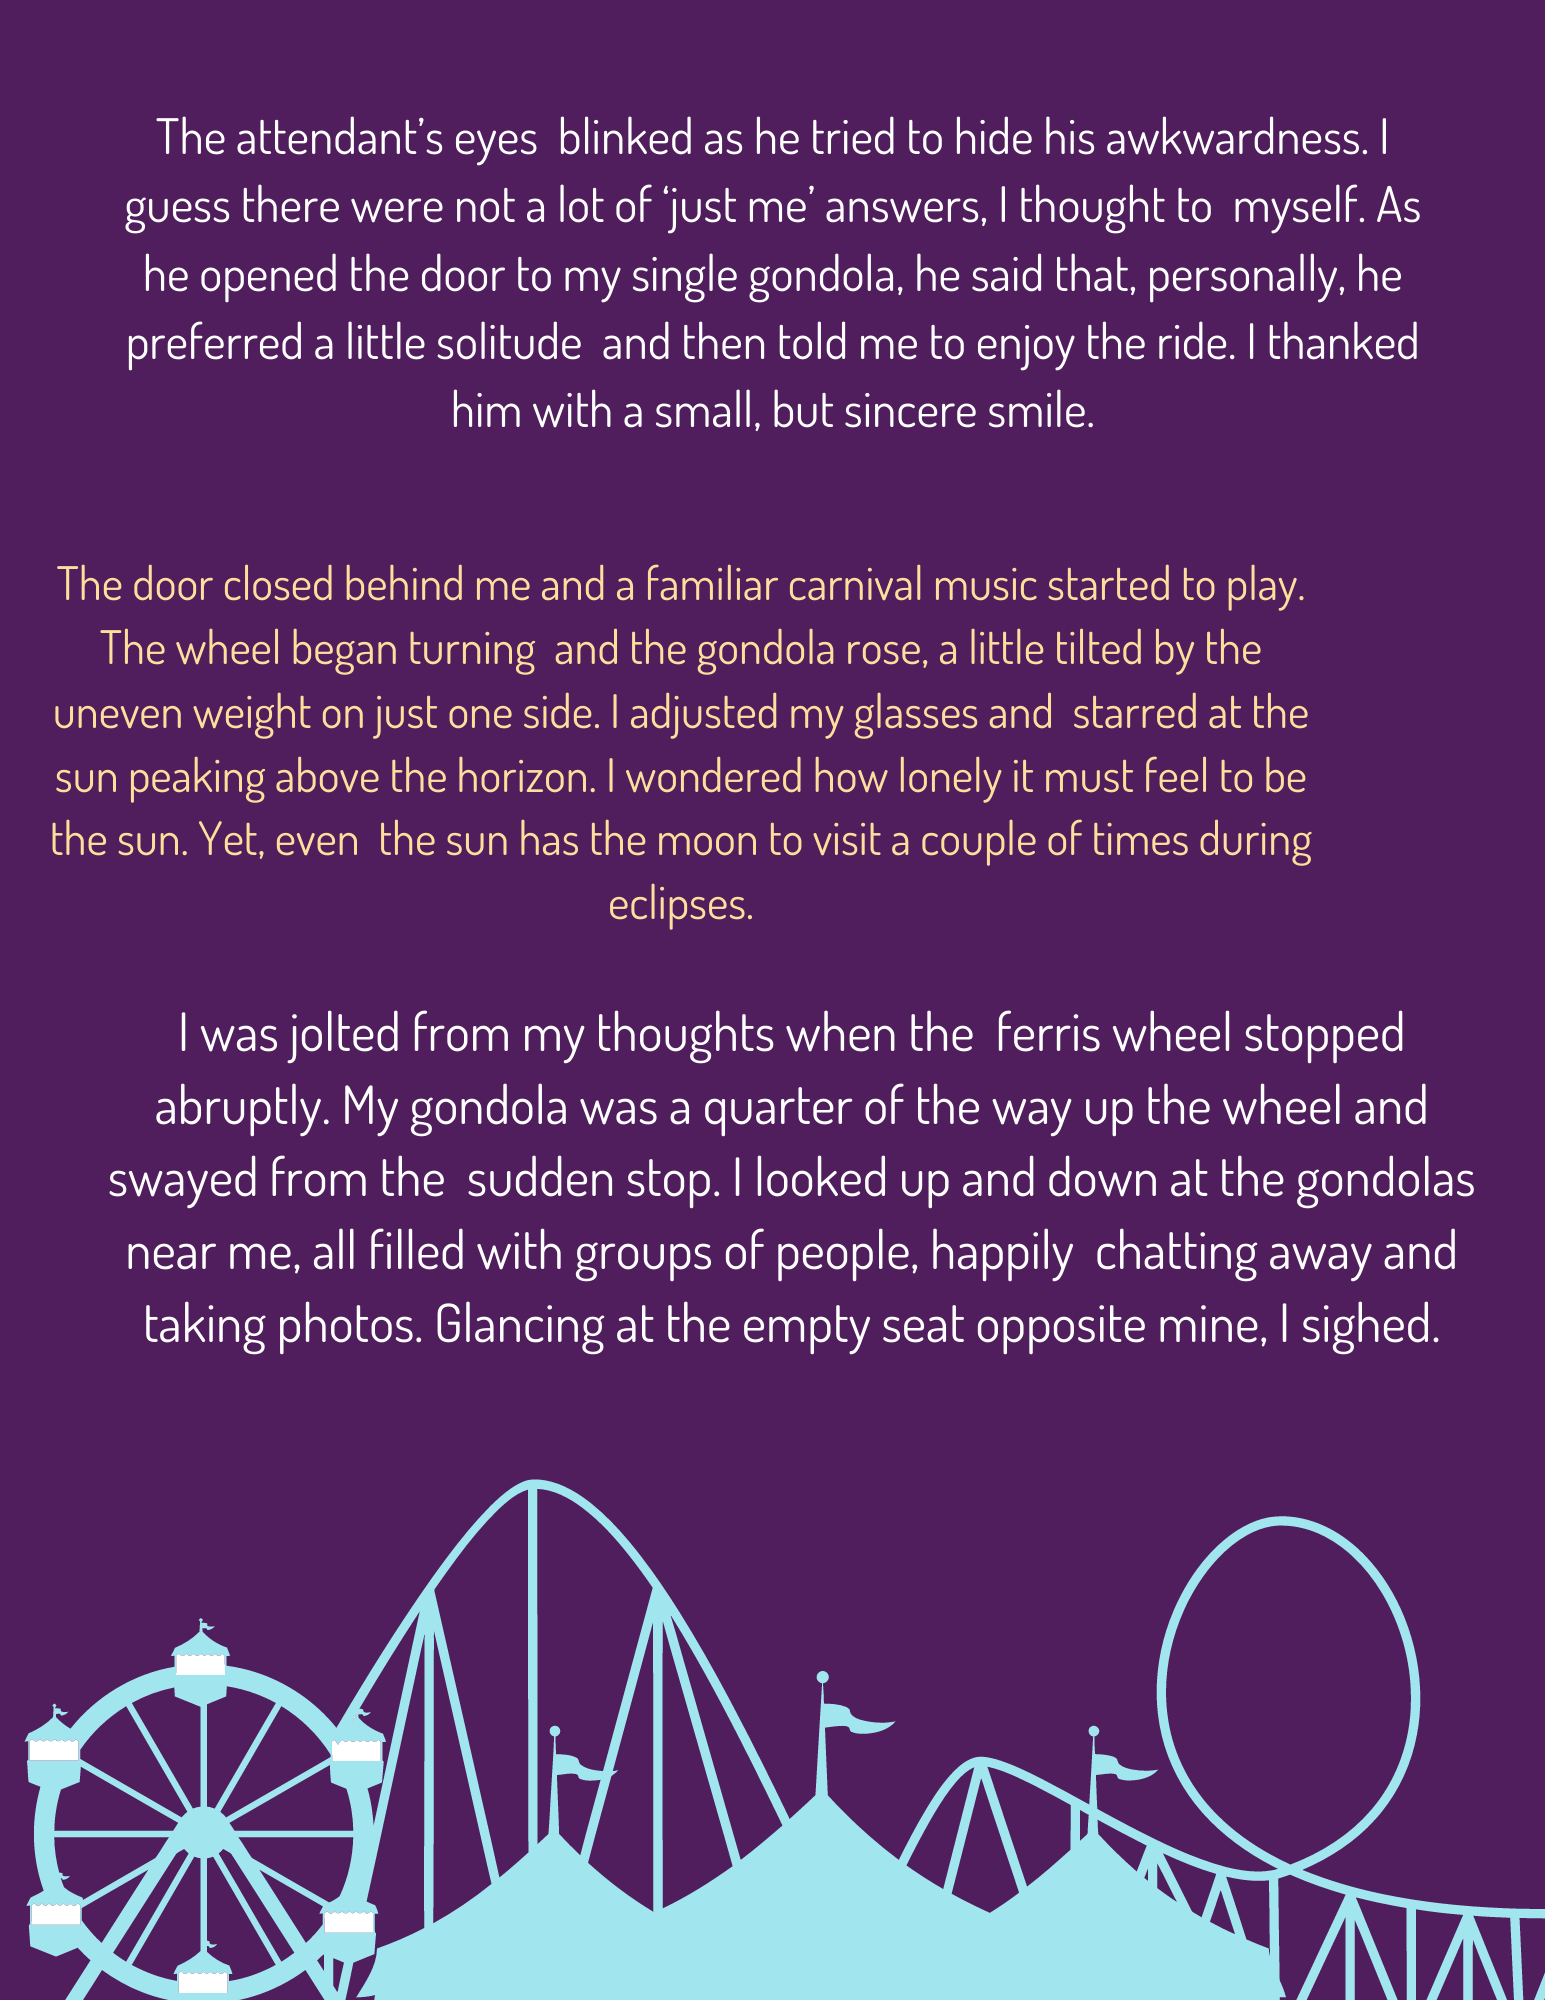 The attendant’s eyes  blinked as he tried to hide his awkwardness. I
guess there were not a lot of ‘just me’ answers, I thought to  myself. As
he opened the door to my single gondola, he said that, personally, he
preferred a little solitude  and then told me to enjoy the ride. I thanked
him with a small, but sincere smile.
The door closed behind me and a familiar carnival music started to play.
The wheel began turning  and the gondola rose, a little tilted by the
uneven weight on just one side. I adjusted my glasses and  starred at the
sun peaking above the horizon. I wondered how lonely it must feel to be
the sun. Yet, even  the sun has the moon to visit a couple of times during
eclipses.
I was jolted from my thoughts when the  ferris wheel stopped
abruptly. My gondola was a quarter of the way up the wheel and
swayed from the  sudden stop. I looked up and down at the gondolas
near me, all filled with groups of people, happily  chatting away and
taking photos. Glancing at the empty seat opposite mine, I sighed.